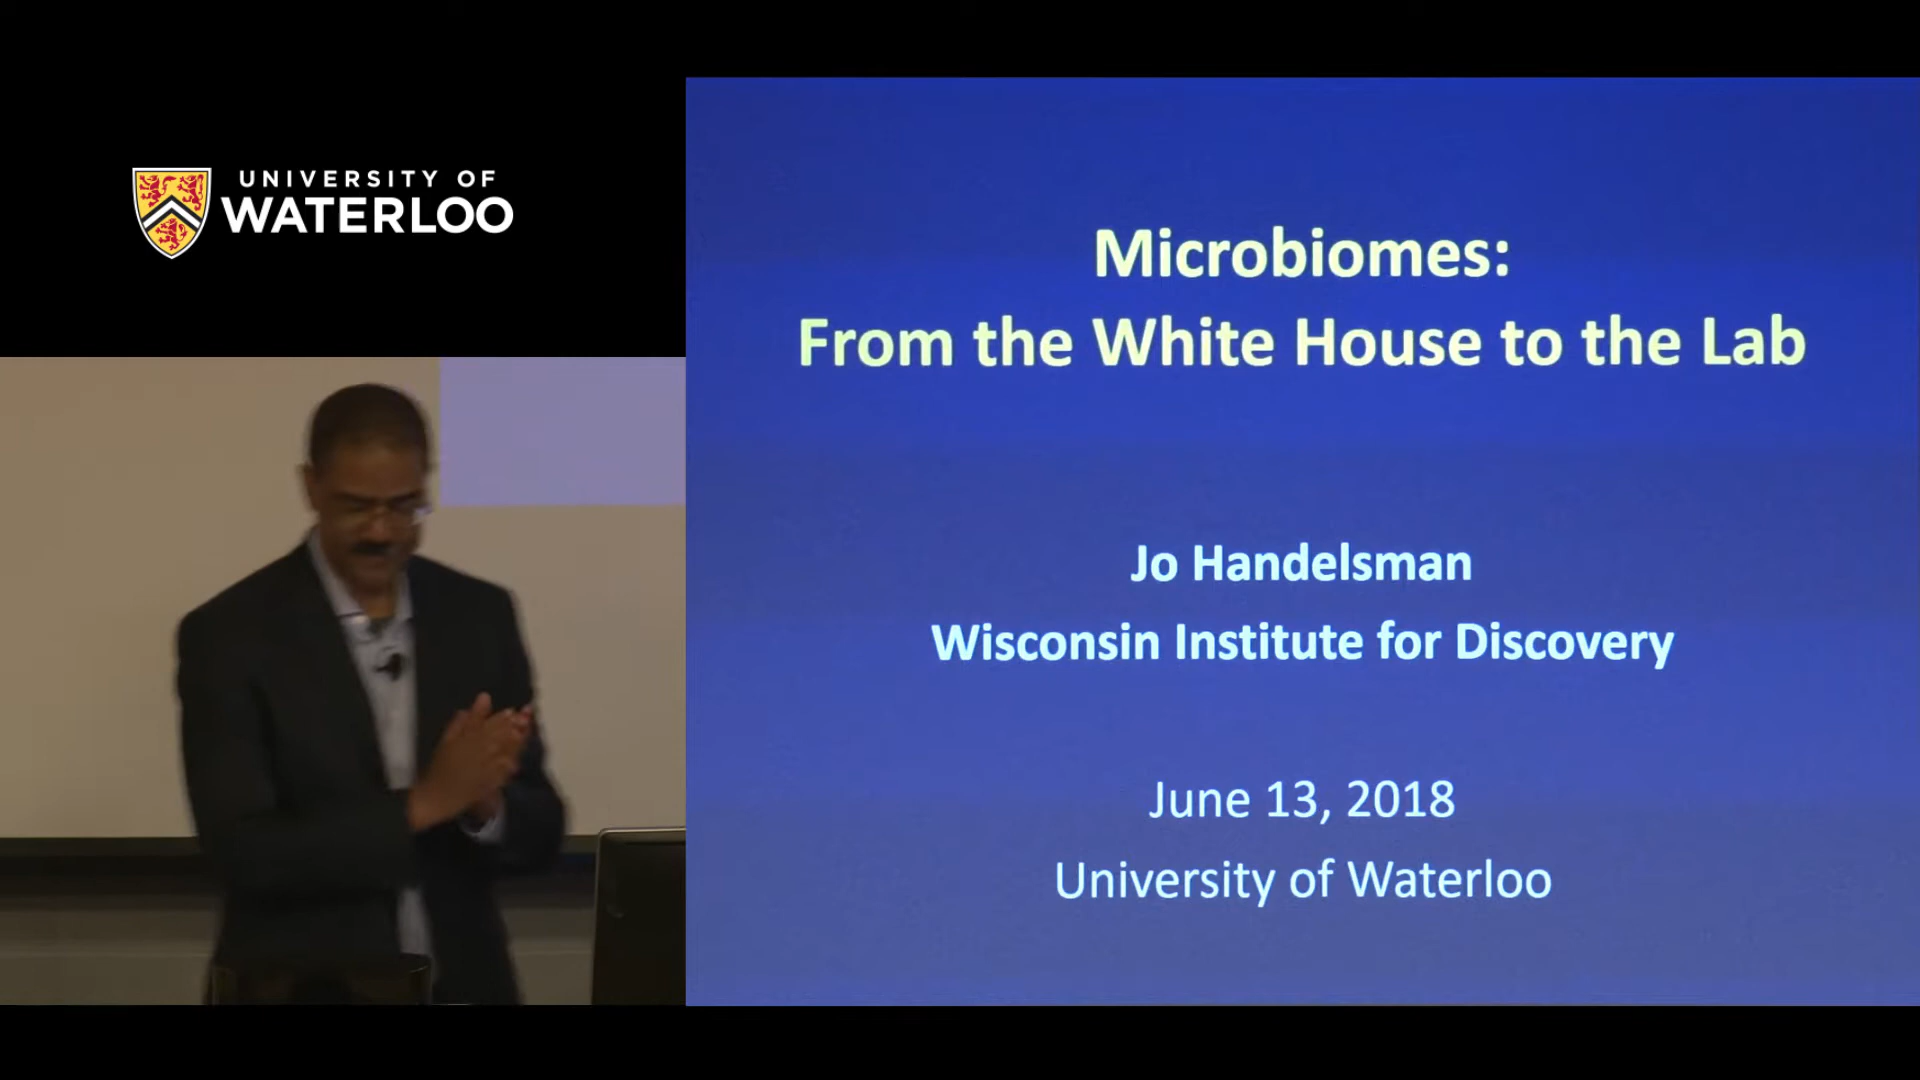 UNIVERSITY OF
WATERLOO
Microbiomes:
From the White House to the Lab
Jo Handelsman
Wisconsin Institute for Discovery
June 13, 2018
University of Waterloo